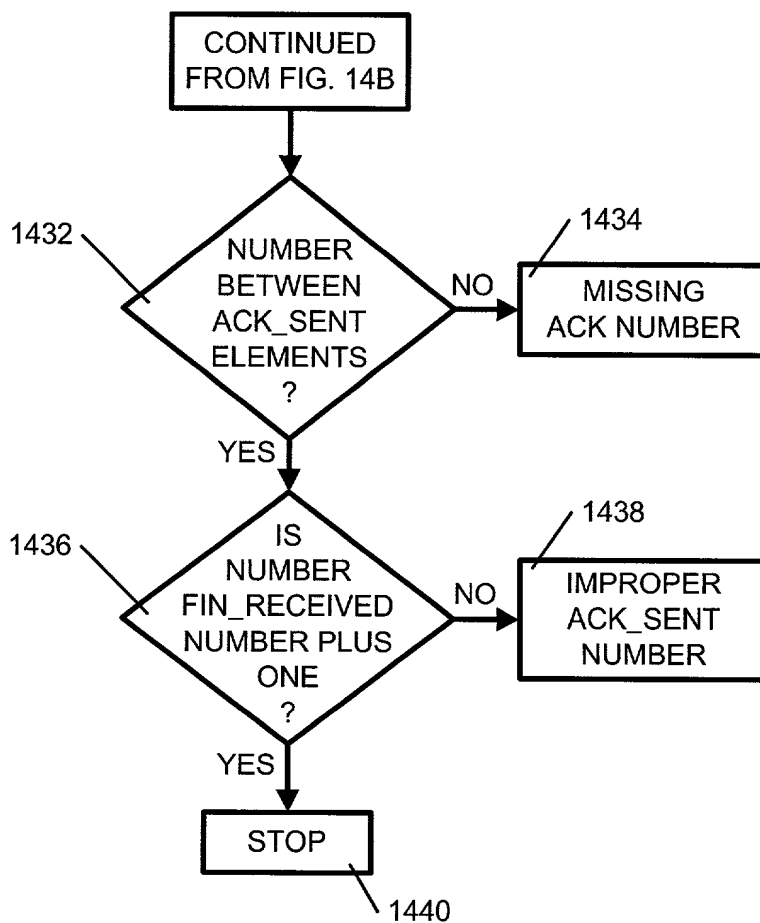 CONTINUED
FROM FIG. 14B
1432
NUMBER
BETWEEN
ACK_SENT
ELEMENTS
?
NO
1434
MISSING
ACK NUMBER
YES
1436
IS
NUMBER
FIN_RECEIVED
NUMBER PLUS
ONE
?
NO
1438
IMPROPER
ACK_SENT
NUMBER
YES
STOP
1440